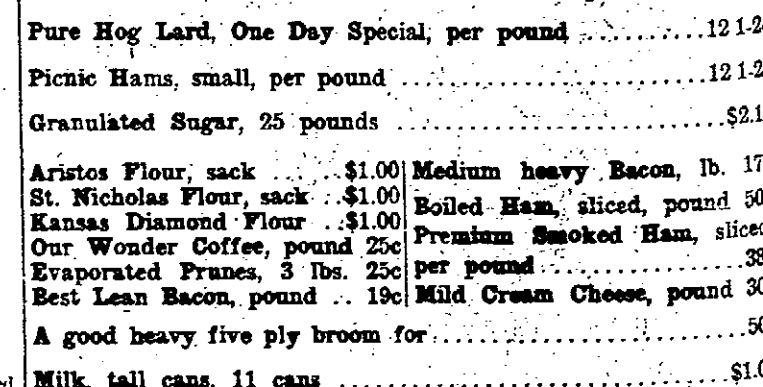 Pure Hog Lard, One Day Special, per pound ............12 1-2
Picnic Hams, small, per pound ............................12 1-2
Granulated Sugar, 25 pounds ............................$2.1
Aristos Flour, sack ......$1.00
St. Nicholas Flour, sack ..$1.00
Kansas Diamond Flour ..$1.00
Our Wonder Coffee, pound 25c
Evaporated Prunes, 3 lbs. 25c
Best Lean Bacon, pound .. 19c
Medium heavy Bacon, lb. 17
Boiled Ham, sliced, pound 50
Premium Smoked Ham, sliced
per pound ................38
Mild Cream Cheese, pound 30
A good heavy five ply broom for..........................50
Milk, tall cans, 11 cans ..................................$1.0